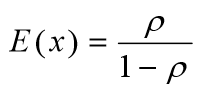 E(x) = ρ / (1 − ρ)